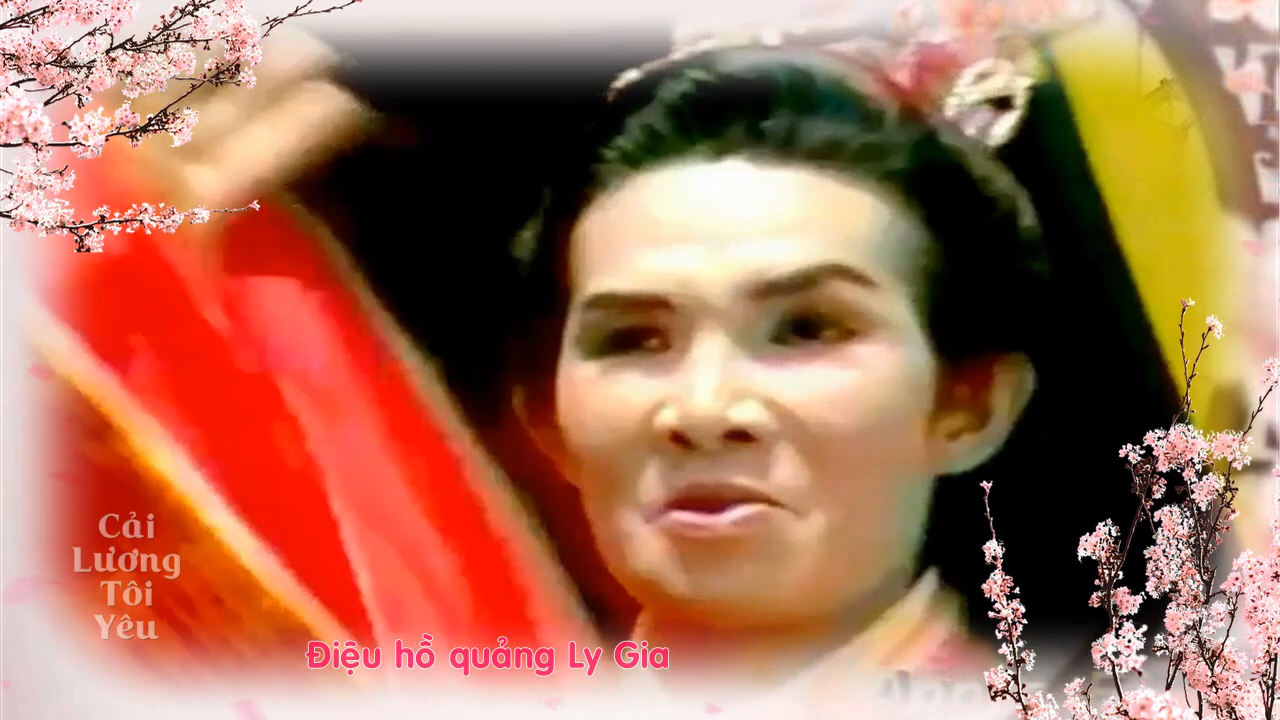 Cải
Lương
Tôi
Yêu
Điệu hồ quảng Ly Gia